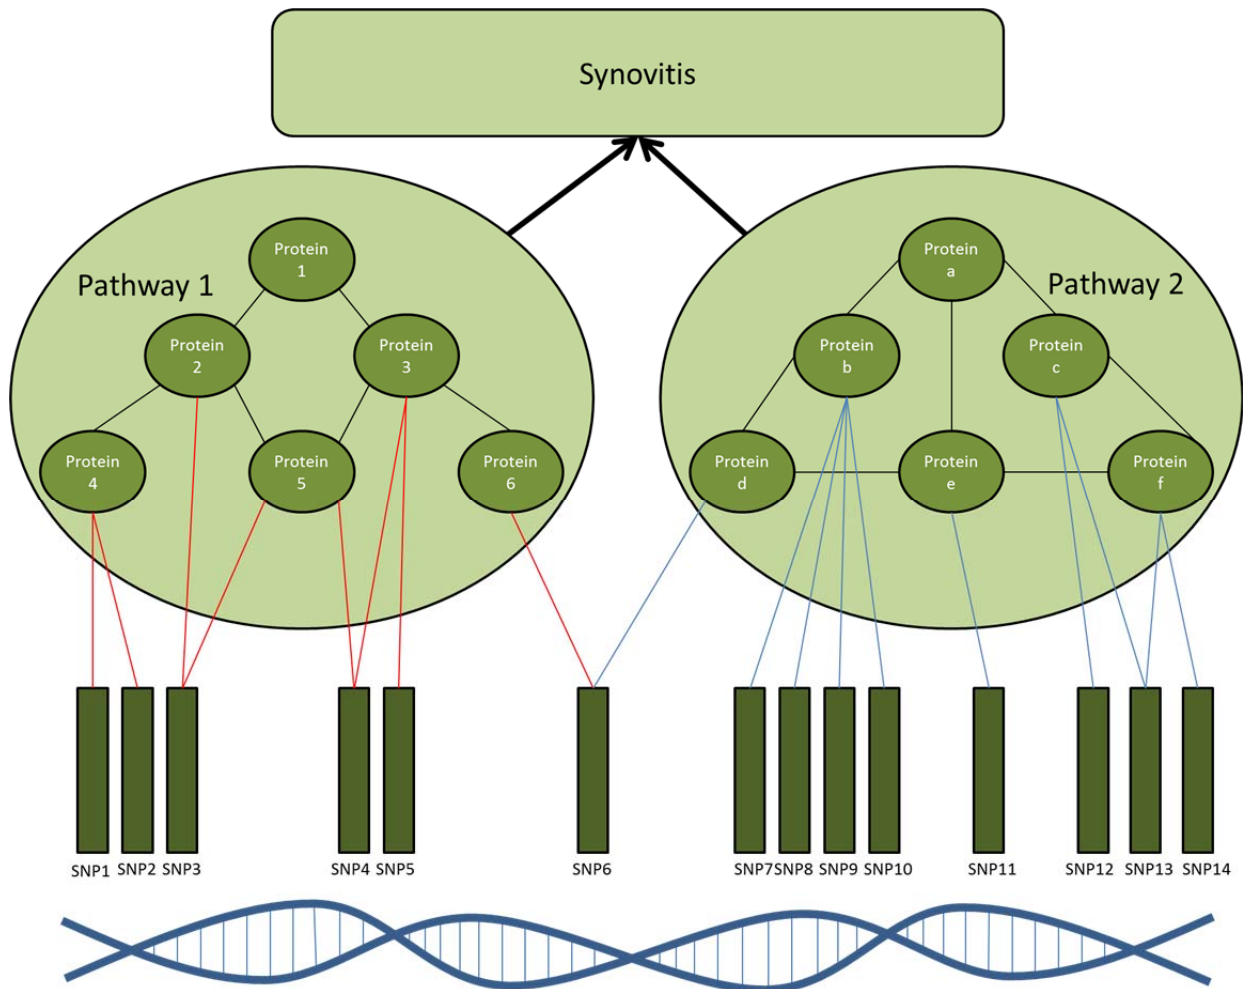 Synovitis
Pathway 1
Protein
1
Protein
2
Protein
3
Protein
4
Protein
5
Protein
6
Pathway 2
Protein
a
Protein
b
Protein
c
Protein
d
Protein
e
Protein
f
SNP1 SNP2 SNP3 SNP4 SNP5 SNP6 SNP7 SNP8 SNP9 SNP10 SNP11 SNP12 SNP13 SNP14